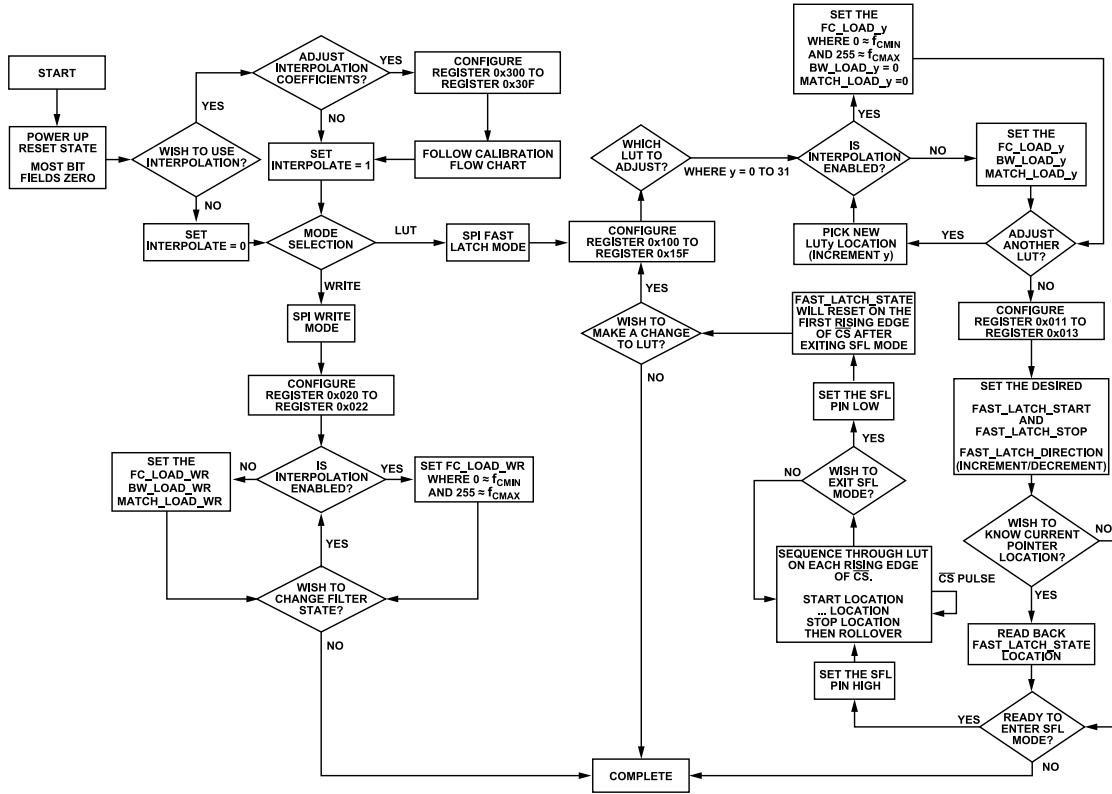 START
POWER UP
RESET STATE
MOST BIT
FIELDS ZERO
WISH TO USE
INTERPOLATION?
YES
NO
SET
INTERPOLATE = 0
ADJUST
INTERPOLATION
COEFFICIENTS?
YES
NO
CONFIGURE
REGISTER 0x300 TO
REGISTER 0x30F
FOLLOW CALIBRATION
FLOW CHART
SET
INTERPOLATE = 1
MODE
SELECTION
LUT
WRITE
SPI FAST
LATCH MODE
SPI WRITE
MODE
CONFIGURE
REGISTER 0x020 TO
REGISTER 0x022
IS
INTERPOLATION
ENABLED?
NO
YES
SET THE
FC_LOAD_WR
BW_LOAD_WR
MATCH_LOAD_WR
SET FC_LOAD_WR
WHERE 0 ≈ fCMIN
AND 255 ≈ fCMAX
YES
WISH TO
CHANGE FILTER
STATE?
NO
CONFIGURE
REGISTER 0x100 TO
REGISTER 0x15F
WHICH
LUT TO
ADJUST?
WHERE y = 0 TO 31
SET THE
FC_LOAD_y
WHERE 0 ≈ fCMIN
AND 255 ≈ fCMAX
BW_LOAD_y = 0
MATCH_LOAD_y =0
YES
IS
INTERPOLATION
ENABLED?
NO
SET THE
FC_LOAD_y
BW_LOAD_y
MATCH_LOAD_y
PICK NEW
LUTy LOCATION
(INCREMENT y)
YES
ADJUST
ANOTHER
LUT?
NO
CONFIGURE
REGISTER 0x011 TO
REGISTER 0x013
SET THE DESIRED
FAST_LATCH_START
AND
FAST_LATCH_STOP
FAST_LATCH_DIRECTION
(INCREMENT/DECREMENT)
WISH TO
KNOW CURRENT
POINTER
LOCATION?
NO
YES
READ BACK
FAST_LATCH_STATE
LOCATION
READY TO
ENTER SFL
MODE?
YES
NO
SET THE SFL
PIN HIGH
SEQUENCE THROUGH LUT
ON EACH RISING EDGE
OF CS.
START LOCATION
... LOCATION
STOP LOCATION
THEN ROLLOVER
CS PULSE
WISH TO
EXIT SFL
MODE?
NO
YES
SET THE SFL
PIN LOW
FAST_LATCH_STATE
WILL RESET ON THE
FIRST RISING EDGE
OF CS AFTER
EXITING SFL MODE
YES
WISH TO
MAKE A CHANGE
TO LUT?
NO
COMPLETE